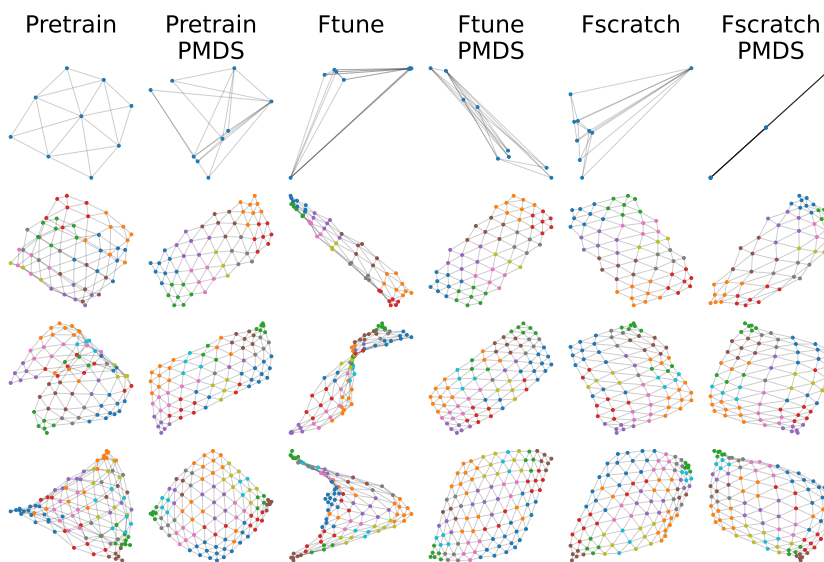 Pretrain
Pretrain
PMDS
Ftune
Ftune
PMDS
Fscratch
Fscratch
PMDS